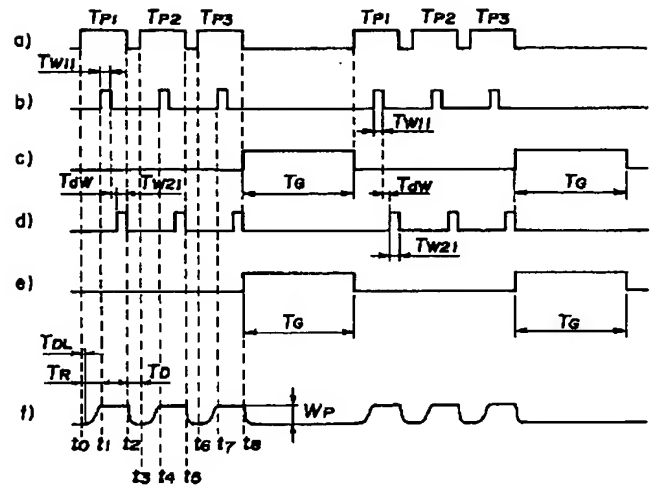 TP1 TP2 TP3 TP1 TP2 TP3
a)
TW11
b)
TW11
c)
TdW TW21 TG TdW TG
d)
TW21
e)
TG TG
TDL
TR TD
f) WP
t0 t1 t2 t6 t7 t8
t3 t4 t5